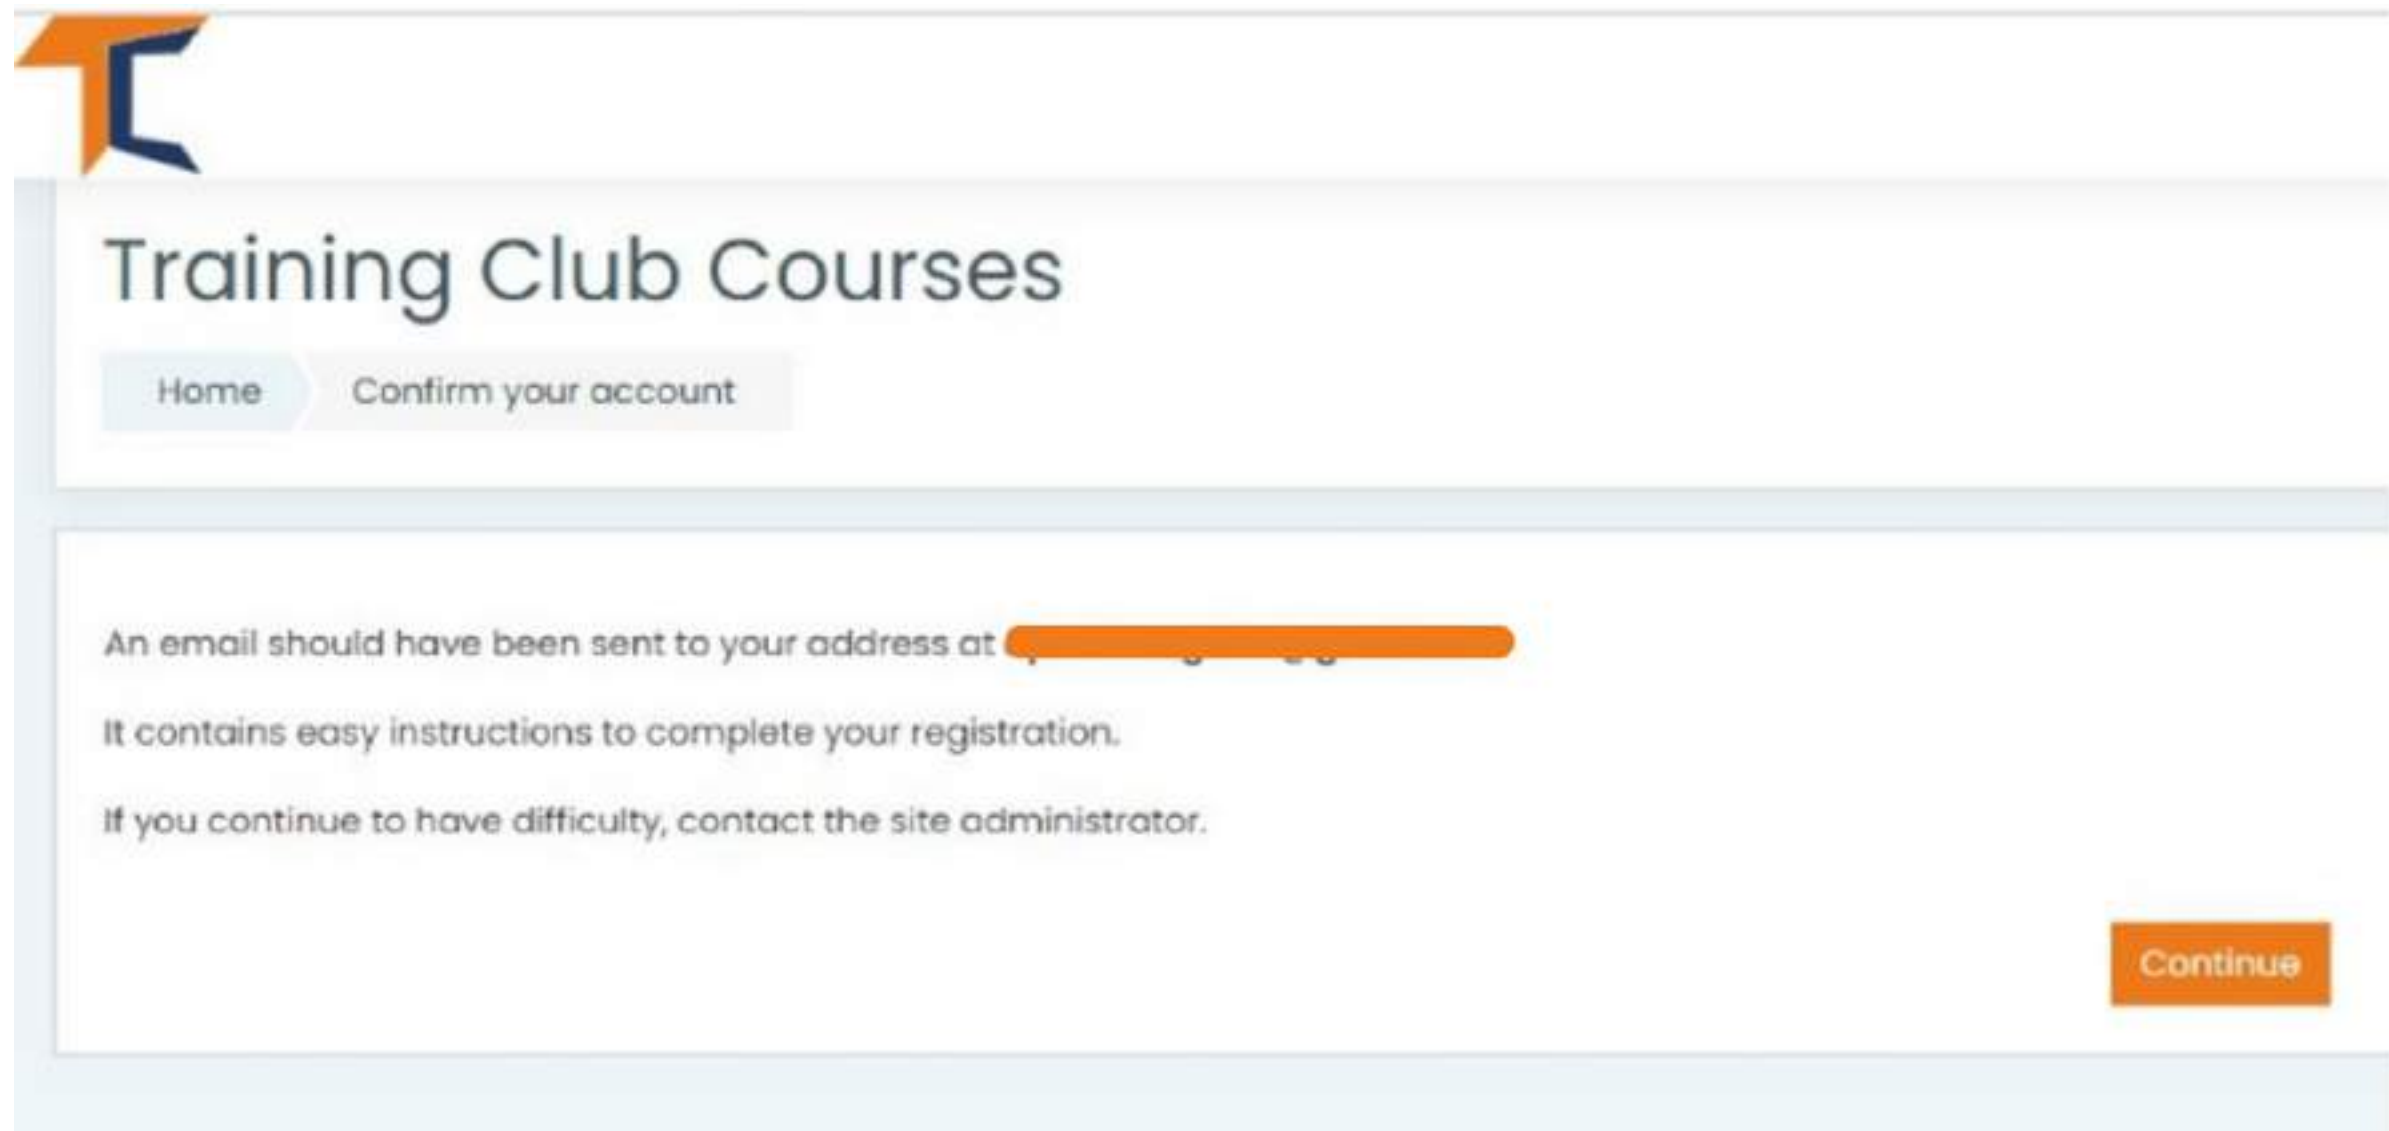 TC
Training Club Courses
Home Confirm your account
An email should have been sent to your address at
It contains easy instructions to complete your registration.
If you continue to have difficulty, contact the site administrator.
Continue